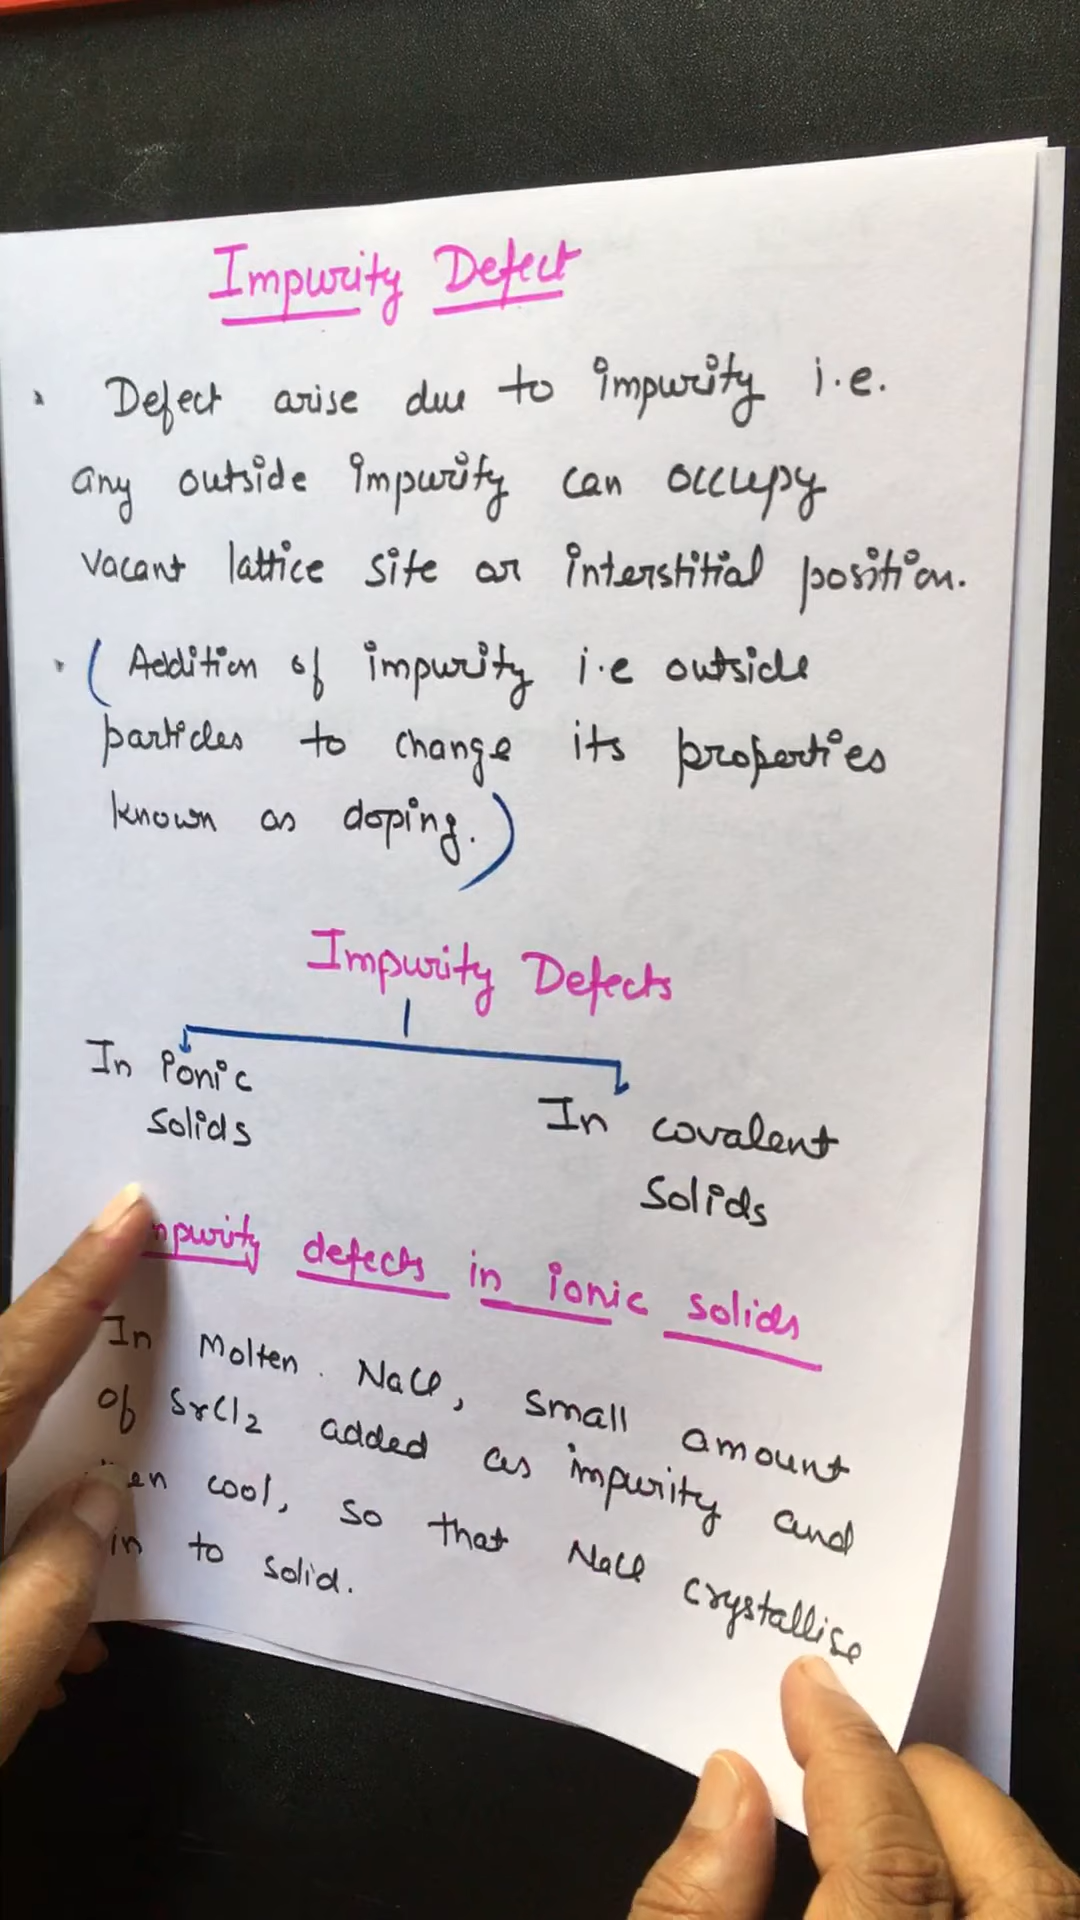 Impurity Defect
Defect arise due to impurity i.e.
any outside impurity can occupy
vacant lattice site or interstitial position.
(Addition of impurity i.e outside
particles to change its properties
known as doping.)
Impurity Defects
In ionic
solids
In covalent
solids
defects in ionic solids
In Molten. NaCl, small amount
of SrCl2 added as impurity and
cool, so that NaCl crystallise
in to solid.